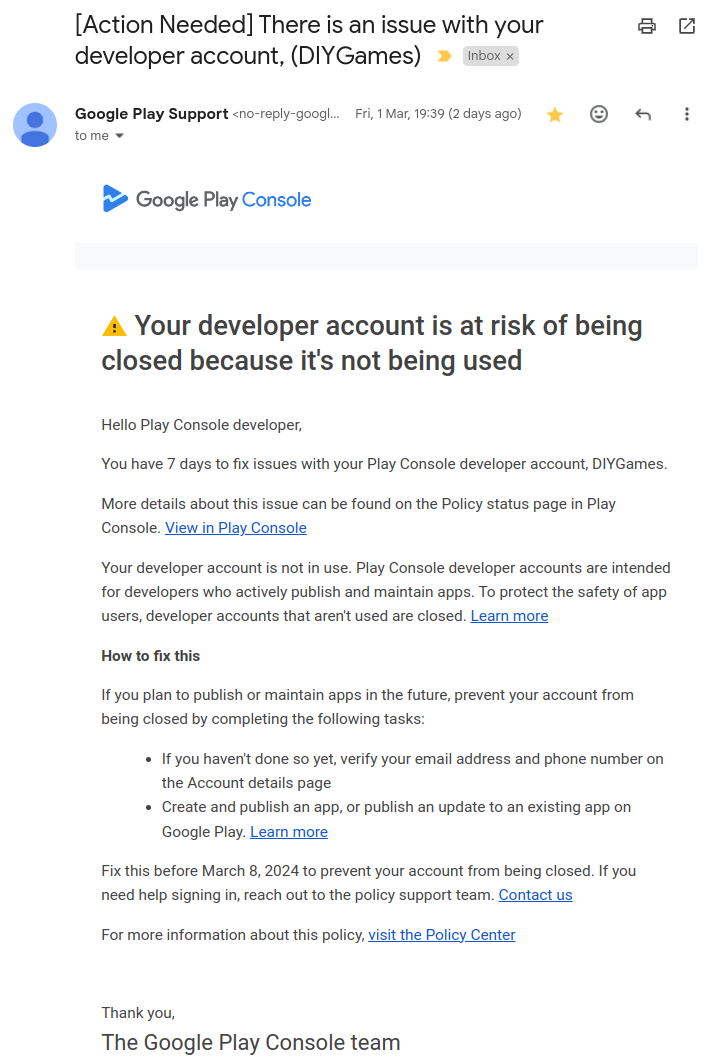 [Action Needed] There is an issue with your
developer account, (DIYGames)
Inbox ×
Google Play Support <no-reply-googl... Fri, 1 Mar, 19:39 (2 days ago)
to me
Google Play Console
Your developer account is at risk of being
closed because it's not being used
Hello Play Console developer,
You have 7 days to fix issues with your Play Console developer account, DIYGames.
More details about this issue can be found on the Policy status page in Play
Console. View in Play Console
Your developer account is not in use. Play Console developer accounts are intended
for developers who actively publish and maintain apps. To protect the safety of app
users, developer accounts that aren't used are closed. Learn more
How to fix this
If you plan to publish or maintain apps in the future, prevent your account from
being closed by completing the following tasks:
• If you haven't done so yet, verify your email address and phone number on
the Account details page
• Create and publish an app, or publish an update to an existing app on
Google Play. Learn more
Fix this before March 8, 2024 to prevent your account from being closed. If you
need help signing in, reach out to the policy support team. Contact us
For more information about this policy, visit the Policy Center
Thank you,
The Google Play Console team